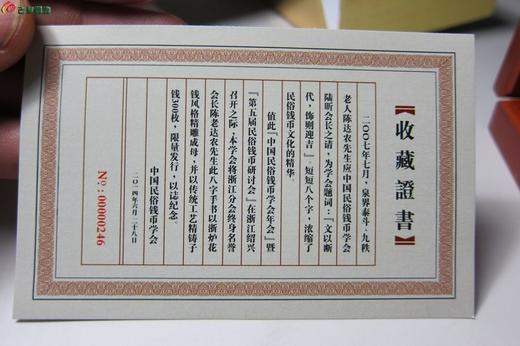 【收藏證書】
二〇〇七年七月，泉界泰斗、九秩
老人陈达农先生应中国民俗钱币学会
陆昕会长之请，为学会题词：『文以断
代，饰则迎吉』。短短八个字，浓缩了
民俗钱币文化的精华。
值此『中国民俗钱币学会年会』暨
『第五届民俗钱币研讨会』在浙江绍兴
召开之际，本学会将浙江分会终身名誉
会长陈老达农先生此八字手书以浙炉花
钱风格精雕成母，并以传统工艺精铸子
钱300枚，限量发行，以志纪念。
中国民俗钱币学会
二〇一四年六月二十八日
Nº: 00000246